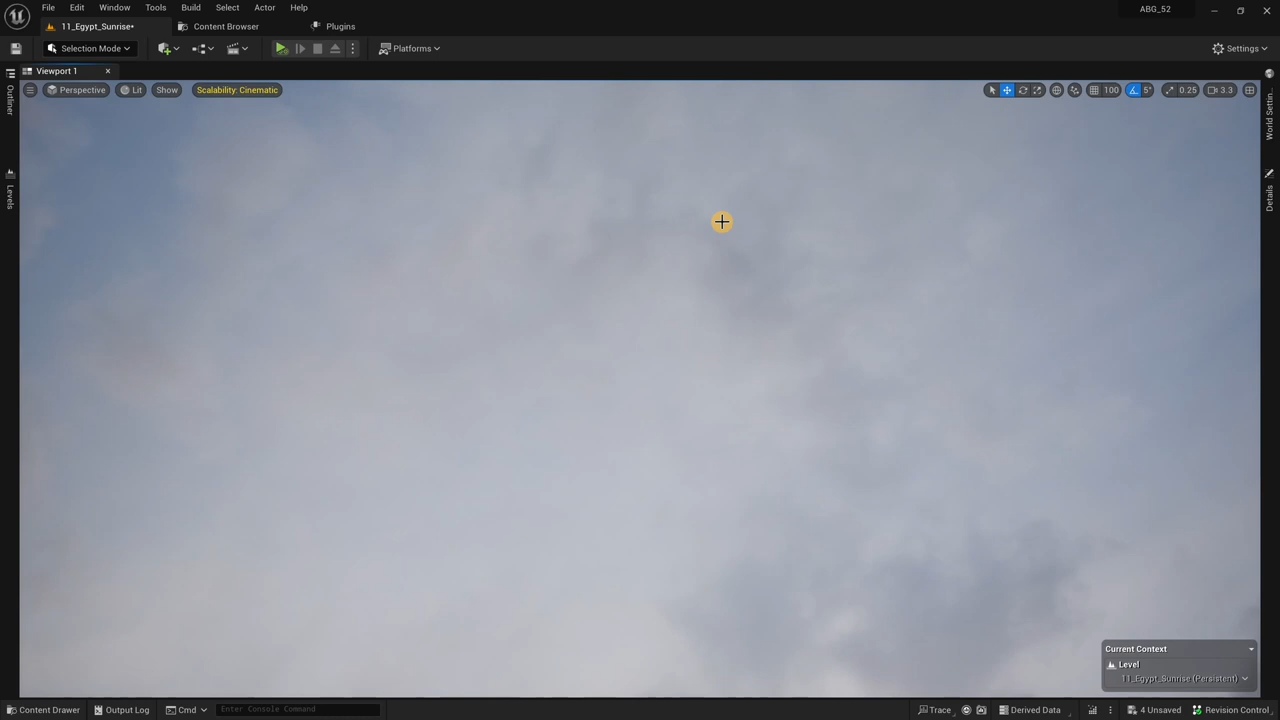 File Edit Window Tools Build Select Actor Help
ABG_52
11_Egypt_Sunrise•
Content Browser
Plugins
Selection Mode
Platforms
Settings
Viewport 1
Perspective
Lit
Show
Scalability: Cinematic
100
5°
0.25
3.3
Outliner
Levels
World Settin...
Details
Current Context
Level
11_Egypt_Sunrise (Persistent)
Content Drawer
Output Log
Cmd
Enter Console Command
Trace
Derived Data
4 Unsaved
Revision Control